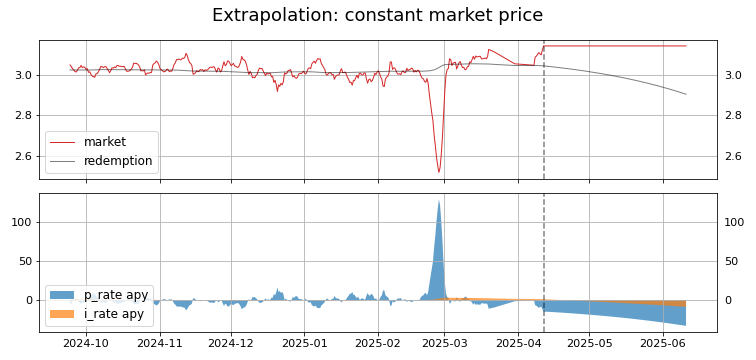 Extrapolation: constant market price
3.0 3.0
2.8 2.8
2.6 2.6
market
redemption
100 100
50 50
0 0
p_rate apy
i_rate apy
2024-10 2024-11 2024-12 2025-01 2025-02 2025-03 2025-04 2025-05 2025-06